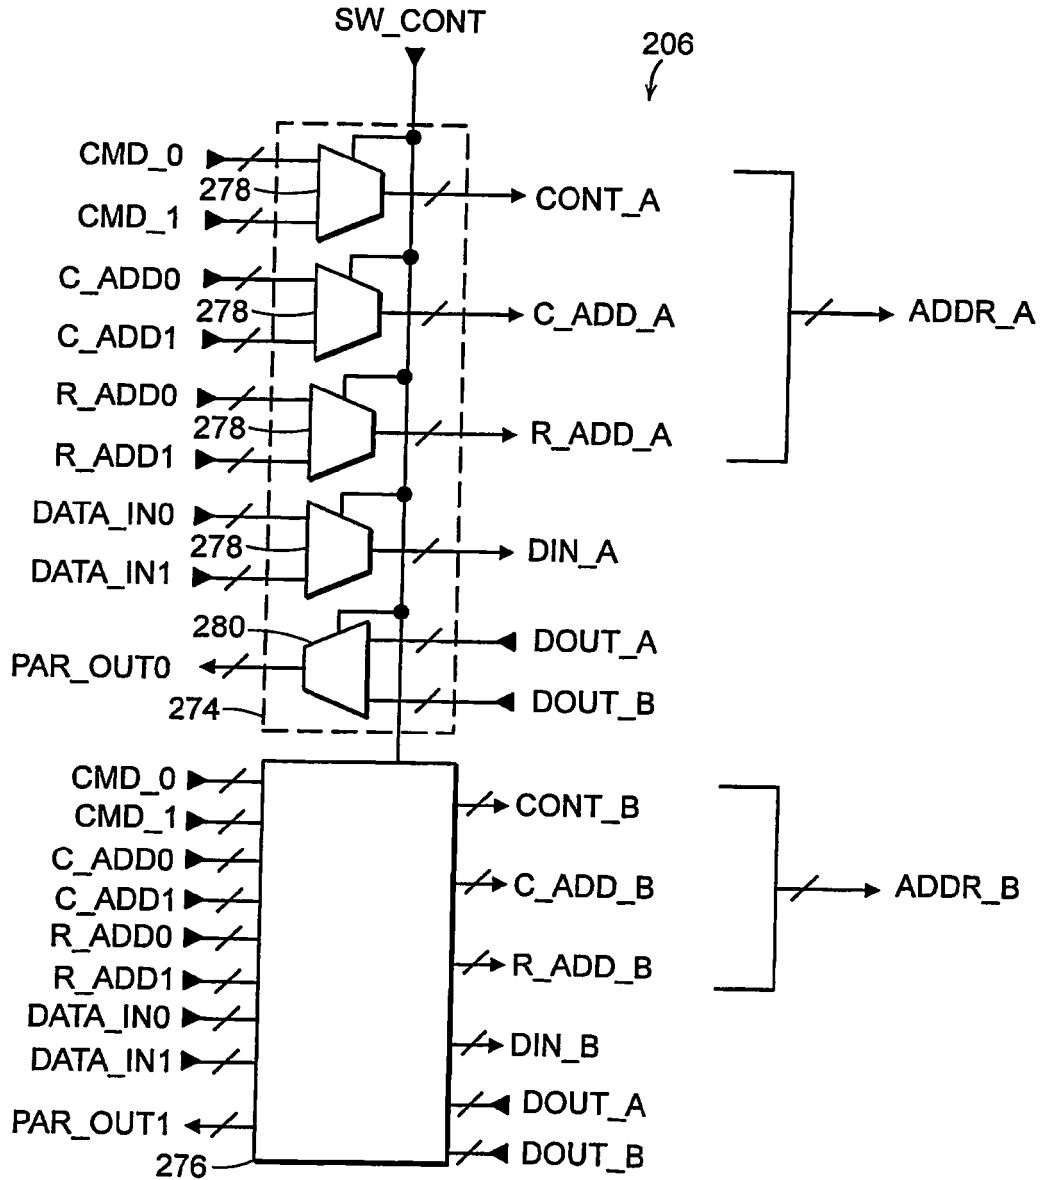 SW_CONT
206
CMD_0
278
CMD_1
CONT_A
C_ADD0
278
C_ADD1
C_ADD_A
ADDR_A
R_ADD0
278
R_ADD1
R_ADD_A
DATA_IN0
278
DATA_IN1
DIN_A
280
DOUT_A
PAR_OUT0
274
DOUT_B
CMD_0
CMD_1
CONT_B
C_ADD0
C_ADD1
C_ADD_B
ADDR_B
R_ADD0
R_ADD1
R_ADD_B
DATA_IN0
DATA_IN1
DIN_B
PAR_OUT1
DOUT_A
276
DOUT_B